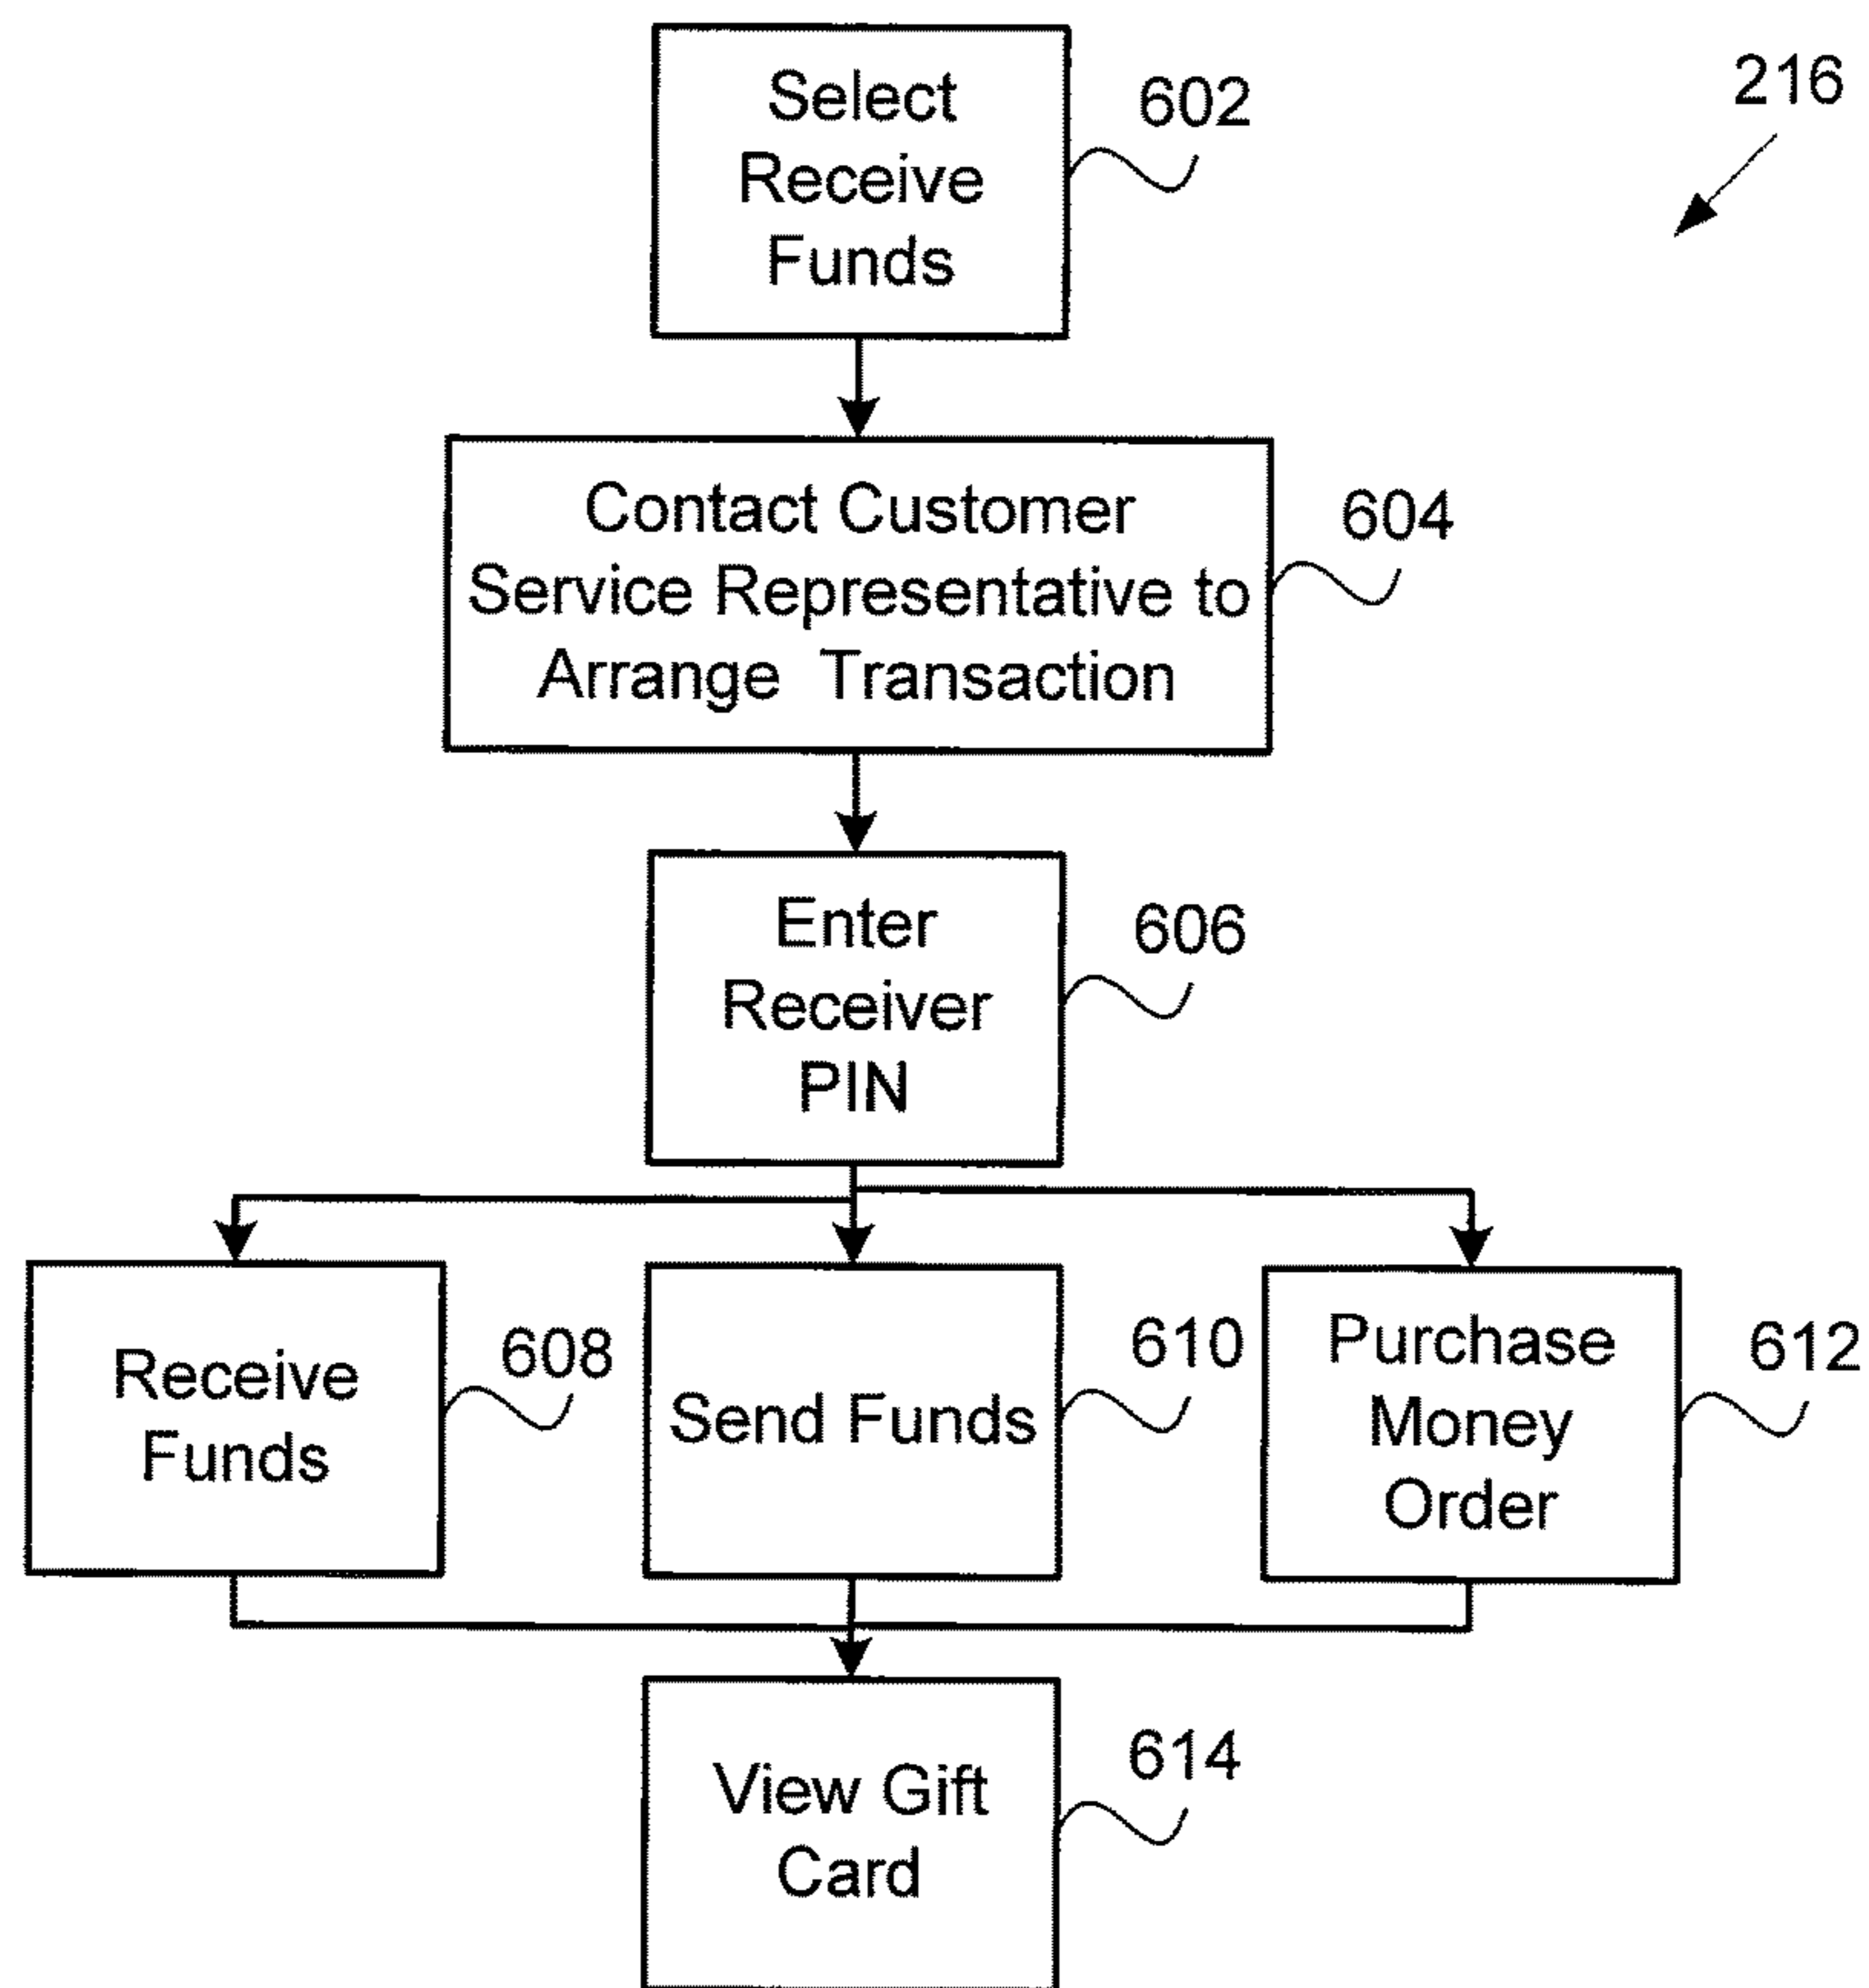 Select
Receive
Funds
602
216
Contact Customer
Service Representative to
Arrange Transaction
604
Enter
Receiver
PIN
606
Receive
Funds
608
Send Funds
610
Purchase
Money
Order
612
View Gift
Card
614